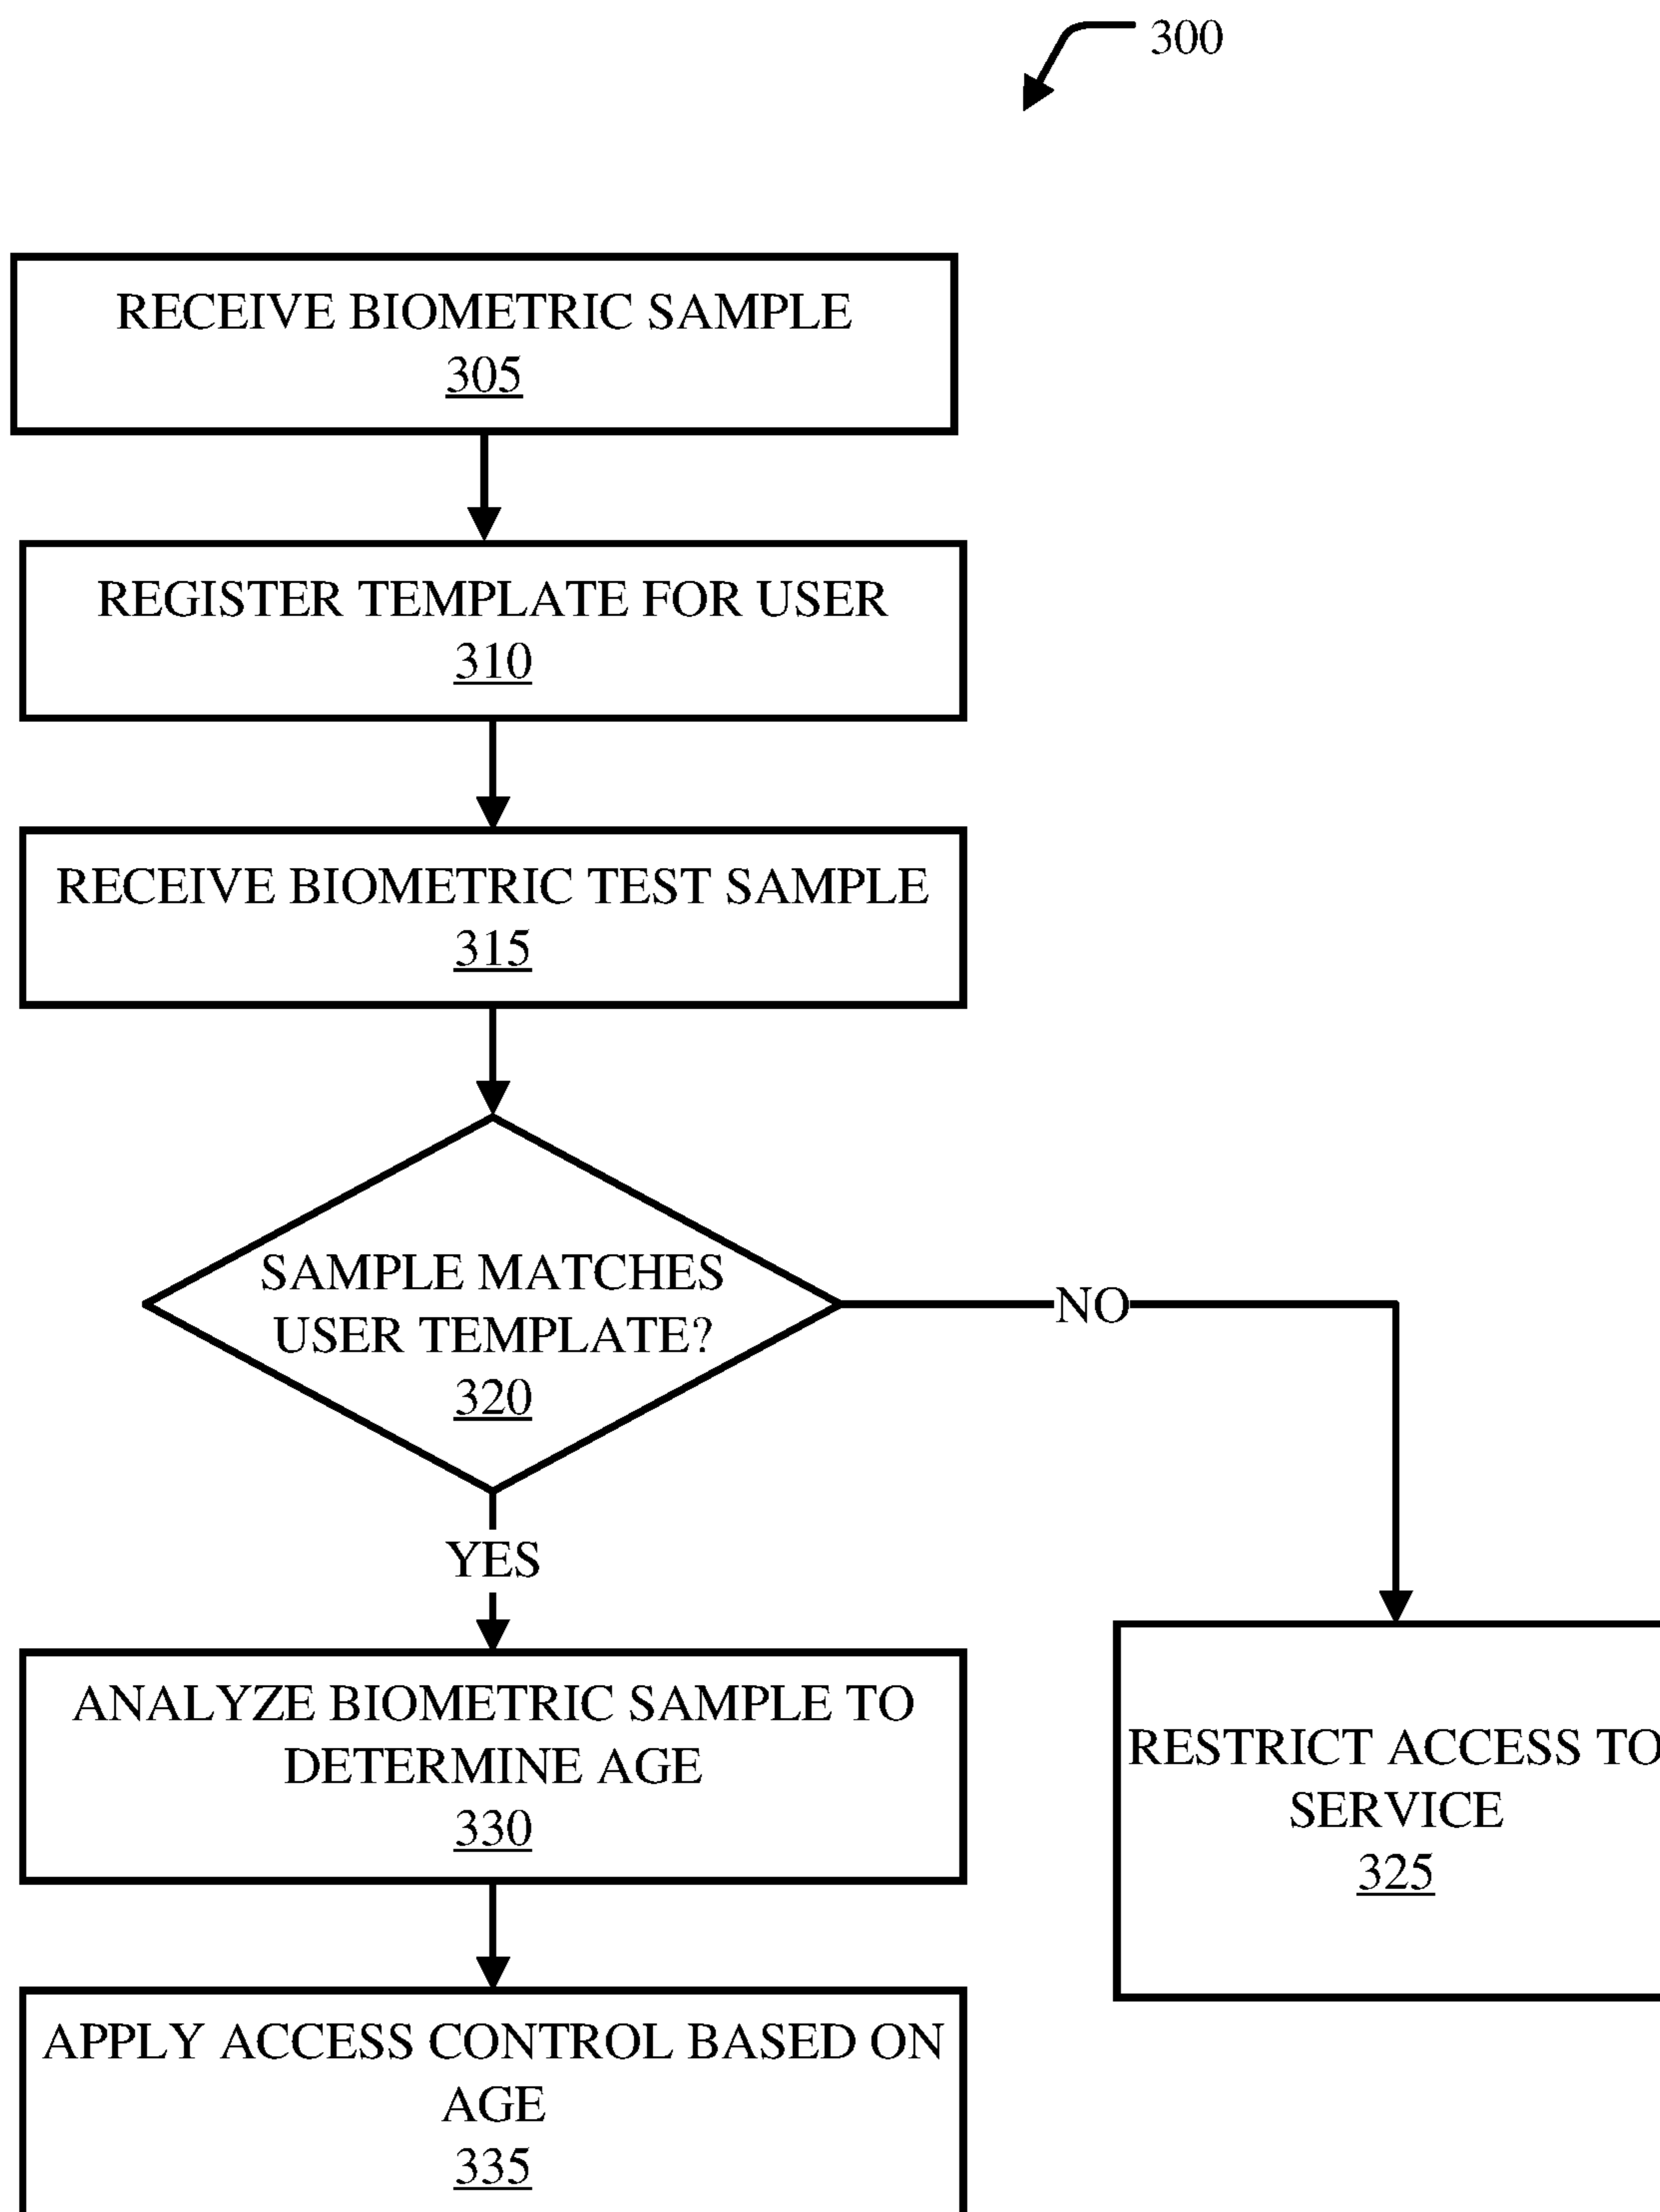 300
RECEIVE BIOMETRIC SAMPLE
305
REGISTER TEMPLATE FOR USER
310
RECEIVE BIOMETRIC TEST SAMPLE
315
SAMPLE MATCHES
USER TEMPLATE?
320
NO
YES
ANALYZE BIOMETRIC SAMPLE TO
DETERMINE AGE
330
RESTRICT ACCESS TO
SERVICE
325
APPLY ACCESS CONTROL BASED ON
AGE
335